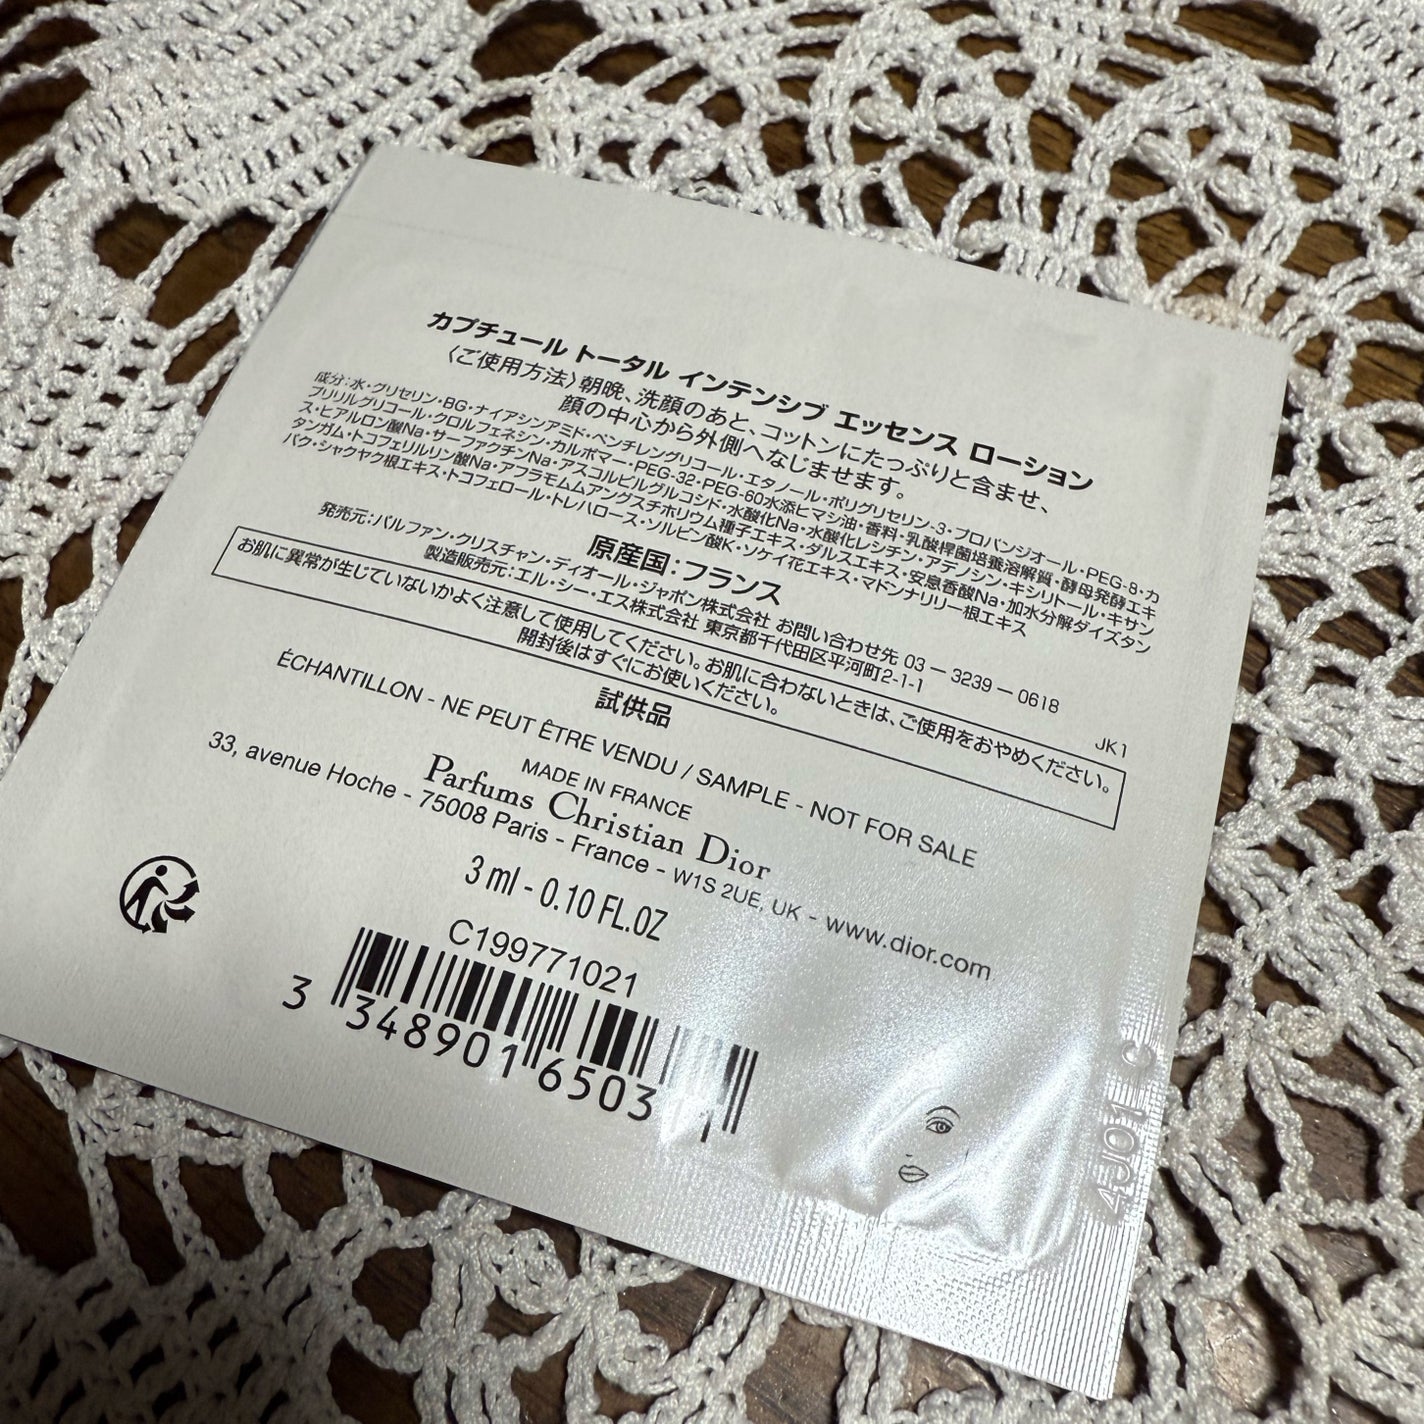 カプチュール トータル インテンシブ エッセンス ローション
〈ご使用方法〉朝晩、洗顔のあと、コットンにたっぷりと含ませ、
顔の中心から外側へなじませます。
成分：水・グリセリン・BG・ナイアシンアミド・ペンチレングリコール・エタノール・ポリグリセリン-3・プロパンジオール・PEG-8・カ
プリリルグリコール・クロルフェネシン・カルボマー・PEG-32・PEG-60水添ヒマシ油・香料・乳酸桿菌培養溶解質・酵母発酵エキ
ス・ヒアルロン酸Na・サーファクチンNa・アスコルビルグルコシド・水酸化Na・水酸化レシチン・アデノシン・キシリトール・キサン
タンガム・トコフェリルリン酸Na・アフラモムムアングスチホリウム種子エキス・ダルスエキス・安息香酸Na・加水分解ダイズタン
パク・シャクヤク根エキス・トコフェロール・トレハロース・ソルビン酸K・ソケイ花エキス・マドンナリリー根エキス
原産国：フランス
発売元：パルファン・クリスチャン・ディオール・ジャポン株式会社 お問い合わせ先 03 － 3239 － 0618
製造販売元：エル・シー・エス株式会社 東京都千代田区平河町2-1-1
JK1
お肌に異常が生じていないかよく注意して使用してください。お肌に合わないときは、ご使用をおやめください。
開封後はすぐにお使いください。
試供品
ÉCHANTILLON - NE PEUT ÊTRE VENDU / SAMPLE - NOT FOR SALE
MADE IN FRANCE
Parfums Christian Dior
33, avenue Hoche - 75008 Paris - France - W1S 2UE, UK - www.dior.com
3 ml - 0.10 FL.OZ
C199771021
3 348901 6503
4J01 C